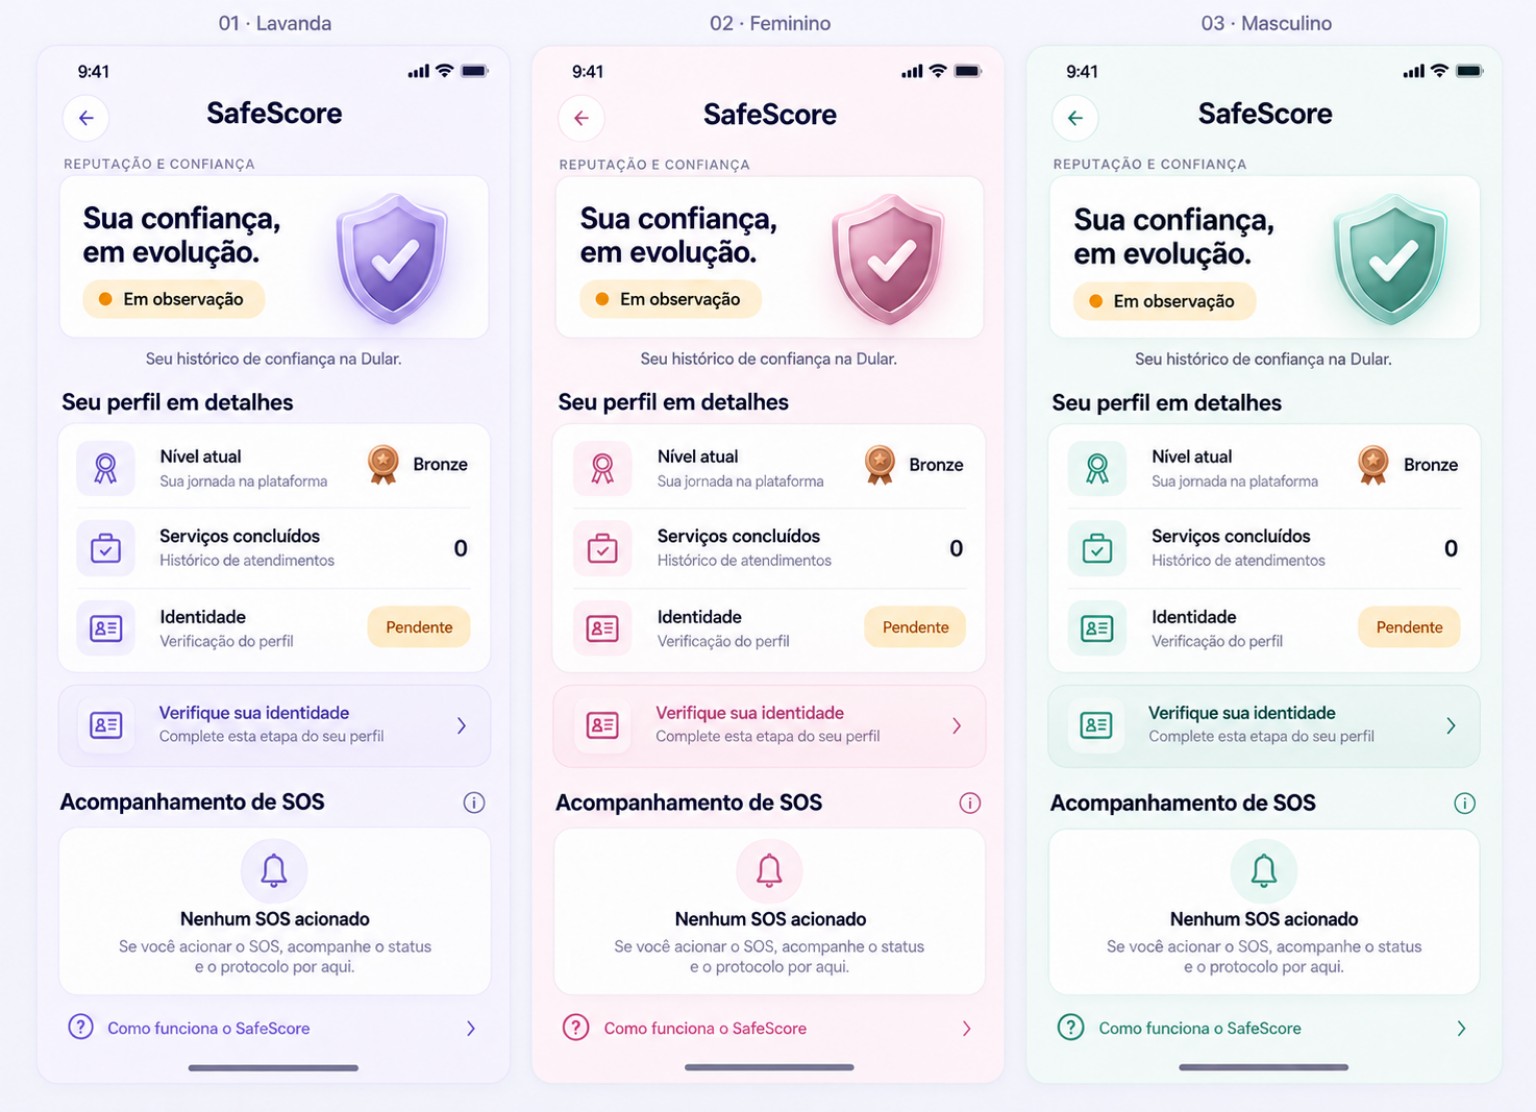 01 · Lavanda
9:41
SafeScore
REPUTAÇÃO E CONFIANÇA
Sua confiança,
em evolução.
Em observação
Seu histórico de confiança na Dular.
Seu perfil em detalhes
Nível atual
Sua jornada na plataforma
Bronze
Serviços concluídos
Histórico de atendimentos
0
Identidade
Verificação do perfil
Pendente
Verifique sua identidade
Complete esta etapa do seu perfil
Acompanhamento de SOS
Nenhum SOS acionado
Se você acionar o SOS, acompanhe o status
e o protocolo por aqui.
Como funciona o SafeScore
02 · Feminino
9:41
SafeScore
REPUTAÇÃO E CONFIANÇA
Sua confiança,
em evolução.
Em observação
Seu histórico de confiança na Dular.
Seu perfil em detalhes
Nível atual
Sua jornada na plataforma
Bronze
Serviços concluídos
Histórico de atendimentos
0
Identidade
Verificação do perfil
Pendente
Verifique sua identidade
Complete esta etapa do seu perfil
Acompanhamento de SOS
Nenhum SOS acionado
Se você acionar o SOS, acompanhe o status
e o protocolo por aqui.
Como funciona o SafeScore
03 · Masculino
9:41
SafeScore
REPUTAÇÃO E CONFIANÇA
Sua confiança,
em evolução.
Em observação
Seu histórico de confiança na Dular.
Seu perfil em detalhes
Nível atual
Sua jornada na plataforma
Bronze
Serviços concluídos
Histórico de atendimentos
0
Identidade
Verificação do perfil
Pendente
Verifique sua identidade
Complete esta etapa do seu perfil
Acompanhamento de SOS
Nenhum SOS acionado
Se você acionar o SOS, acompanhe o status
e o protocolo por aqui.
Como funciona o SafeScore